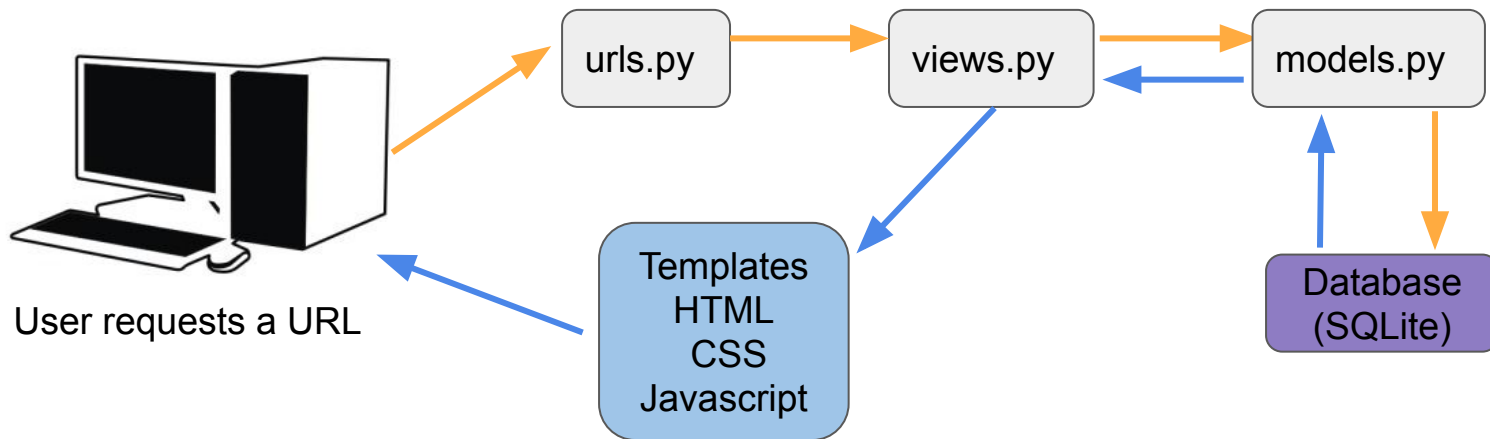 urls.py
views.py
models.py
User requests a URL
Templates
HTML
CSS
Javascript
Database
(SQLite)